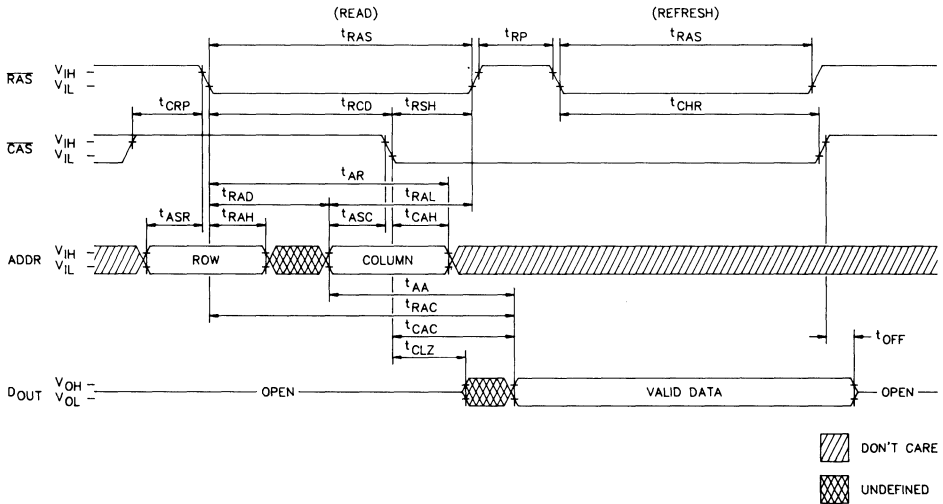 (READ) (REFRESH)
tRAS tRP tRAS
RAS VIH
VIL
tCRP tRCD tRSH tCHR
CAS VIH
VIL
tAR
tRAD tRAL
tASR tRAH tASC tCAH
ADDR VIH
VIL
ROW COLUMN
tAA
tRAC
tCAC
tCLZ tOFF
DOUT VOH
VOL
OPEN VALID DATA OPEN
DON'T CARE
UNDEFINED